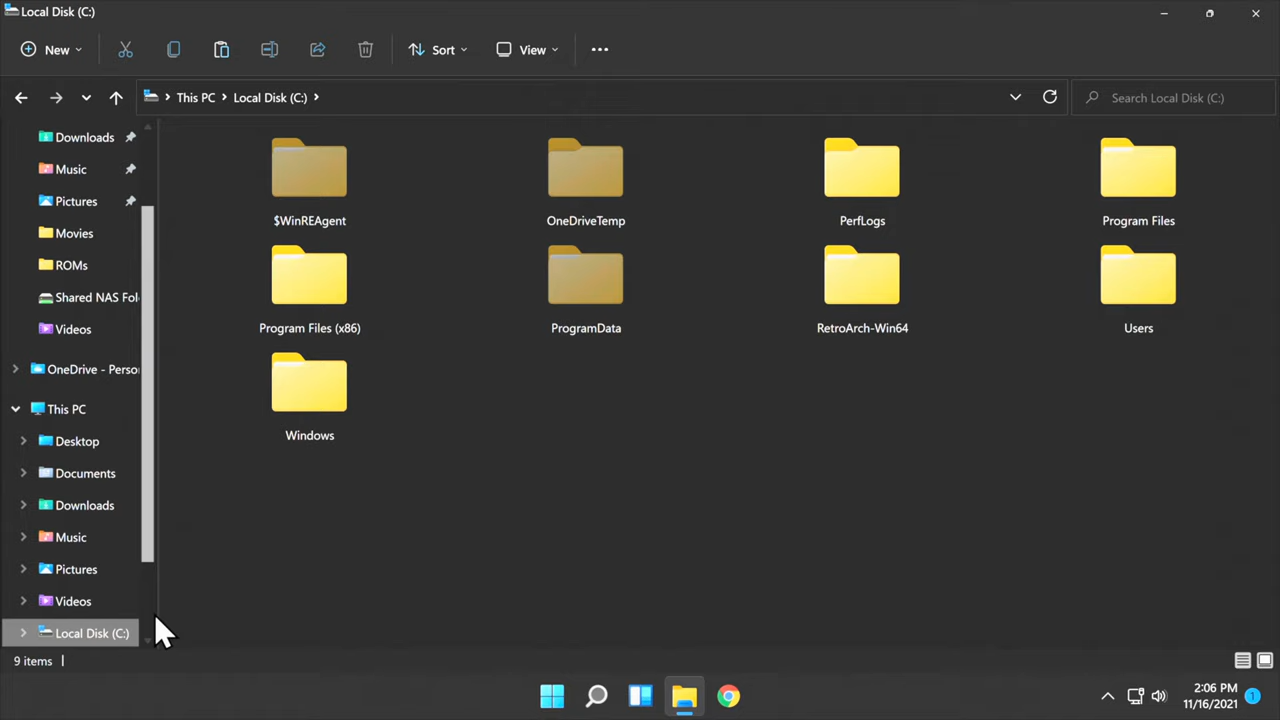 Local Disk (C:)
New
Sort
View
This PC
Local Disk (C:)
Search Local Disk (C:)
Downloads
Music
Pictures
Movies
ROMs
Shared NAS Fol
Videos
OneDrive - Perso
This PC
Desktop
Documents
Downloads
Music
Pictures
Videos
Local Disk (C:)
$WinREAgent
OneDriveTemp
PerfLogs
Program Files
Program Files (x86)
ProgramData
RetroArch-Win64
Users
Windows
9 items
2:06 PM
11/16/2021
1